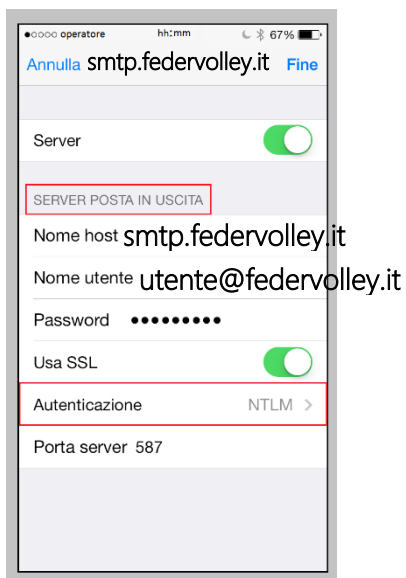 operatore hh:mm 67%
Annulla smtp.federvolley.it Fine
Server
SERVER POSTA IN USCITA
Nome host smtp.federvolley.it
Nome utente utente@federvolley.it
Password •••••••••
Usa SSL
Autenticazione NTLM >
Porta server 587